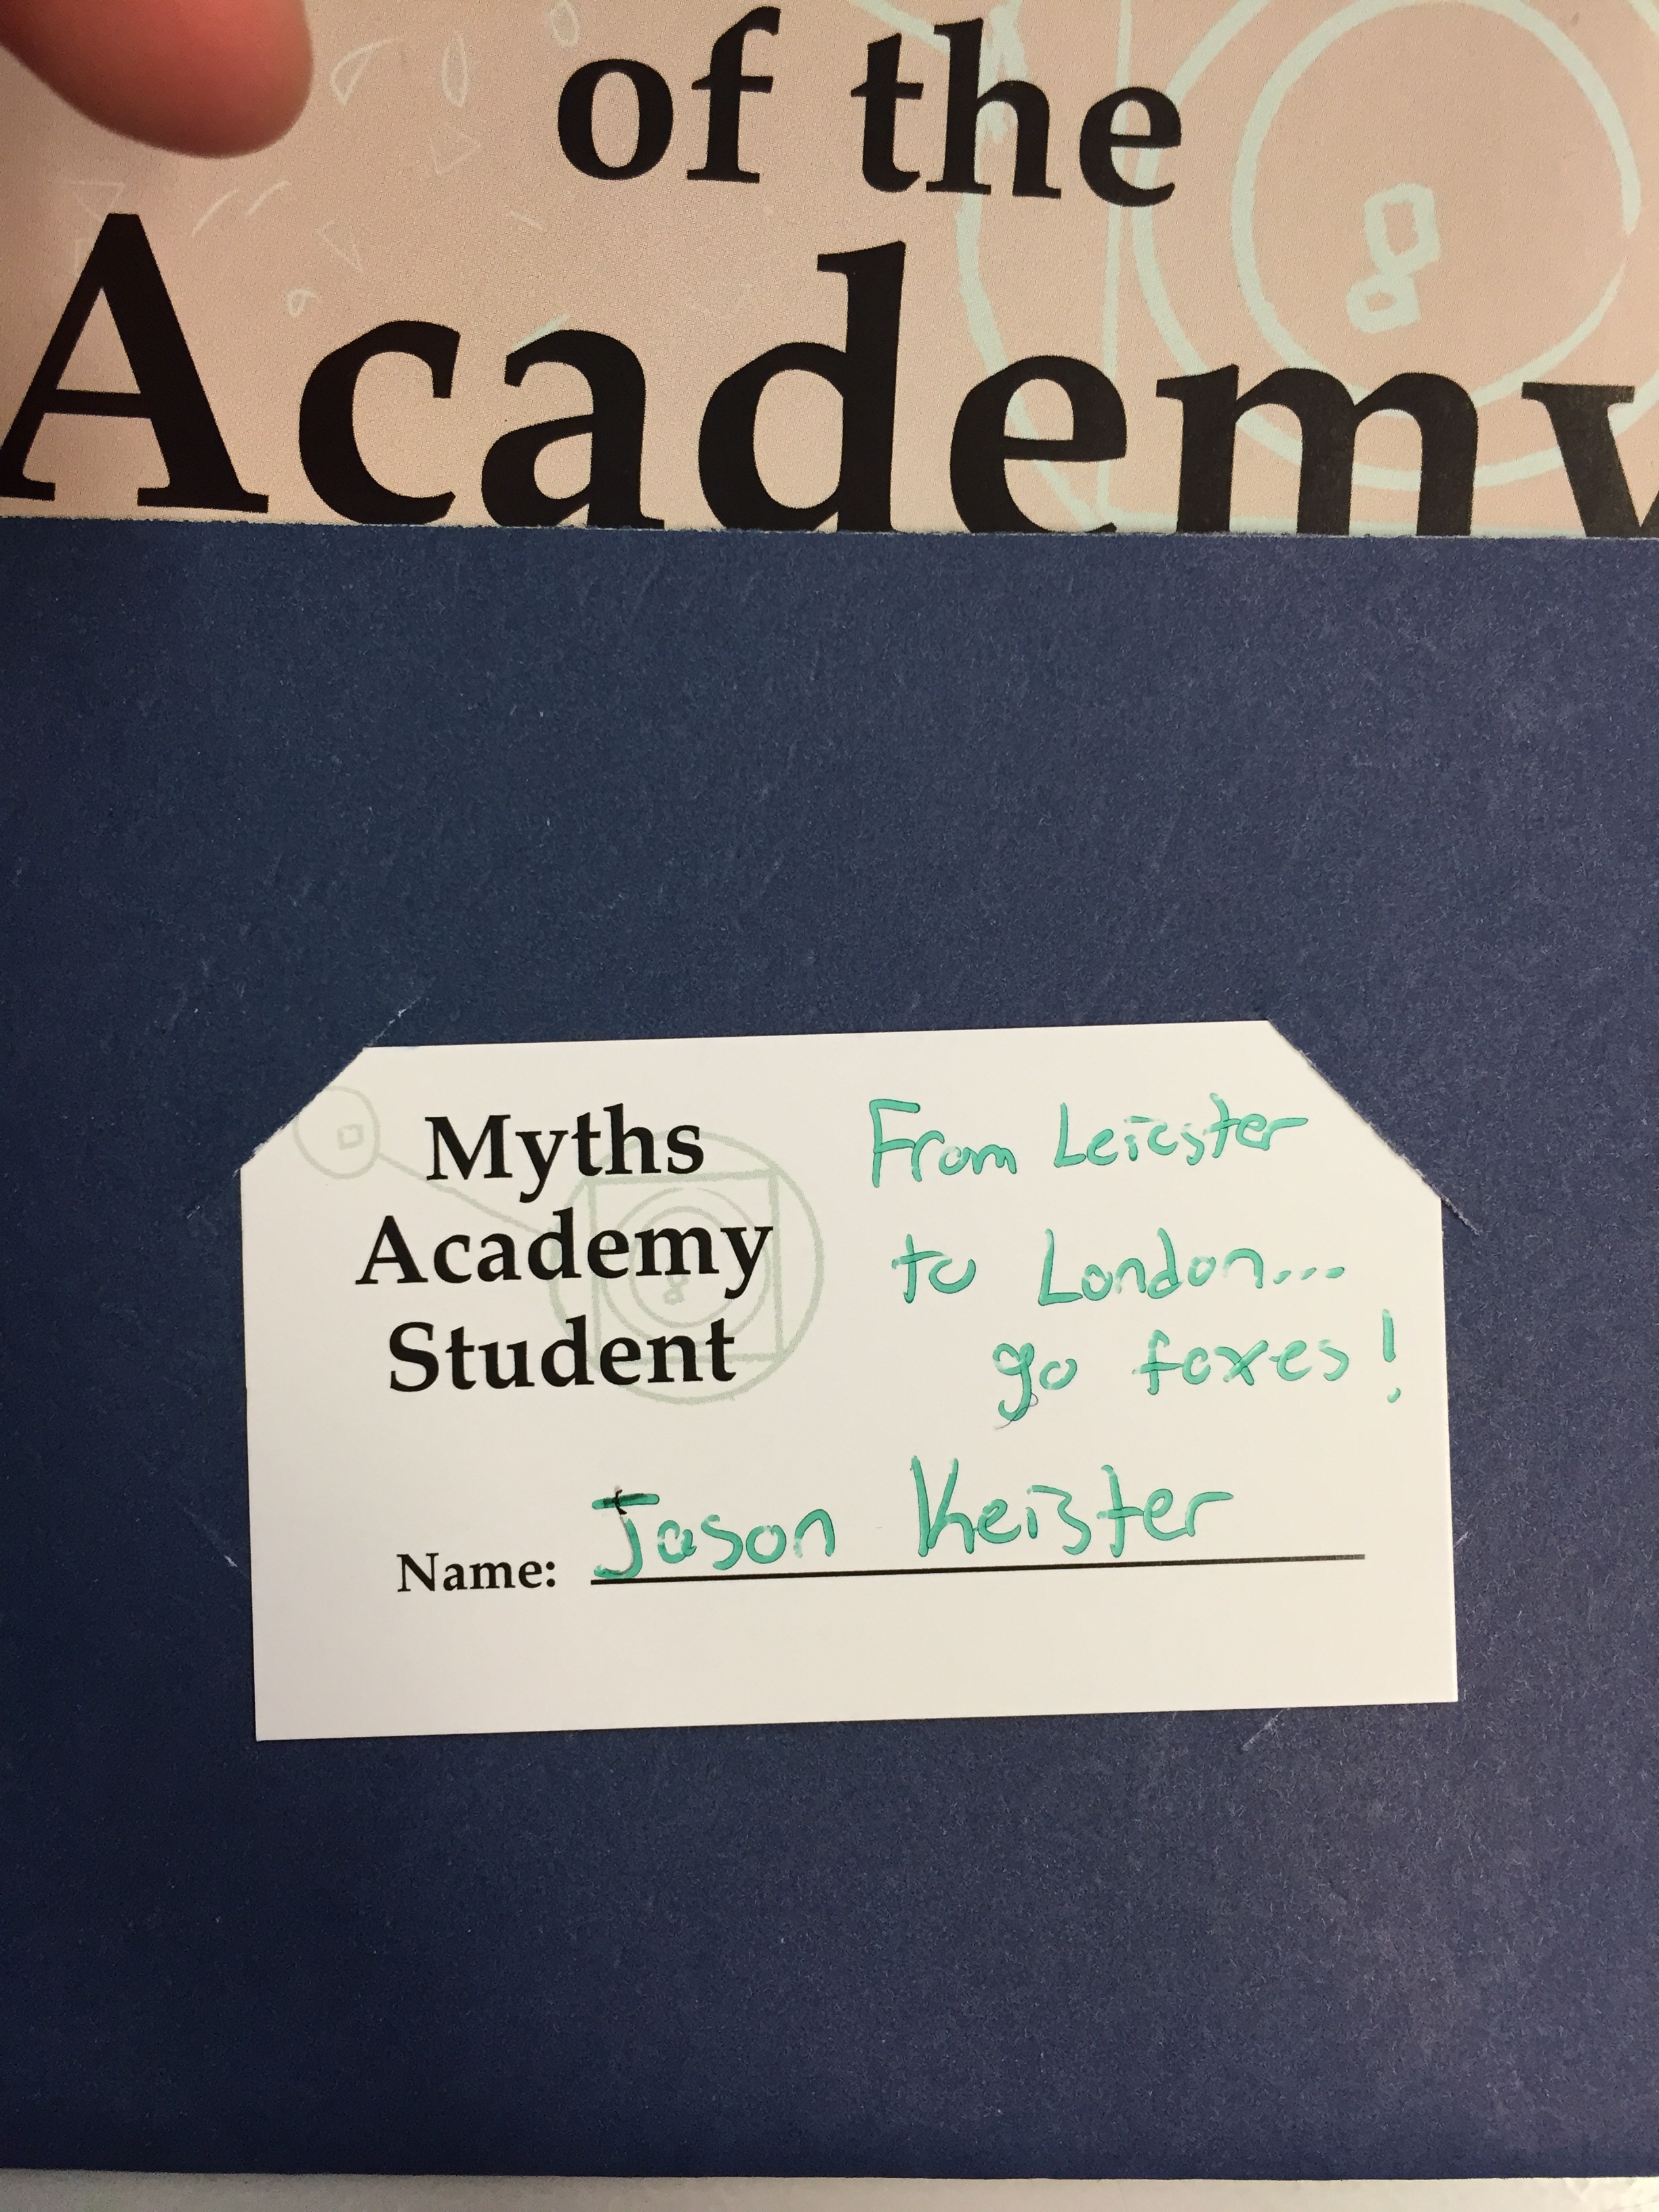 of the
Academy
Myths
Academy
Student
From Leicster
to London...
go foxes!
Name: Jason Keister